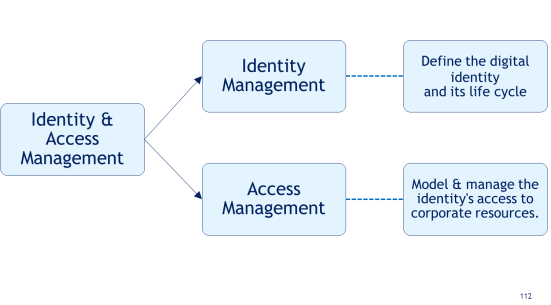 Identity
Management
Define the digital
identity
and its life cycle
Identity &
Access
Management
Access
Management
Model & manage the
identity's access to
corporate resources.
112